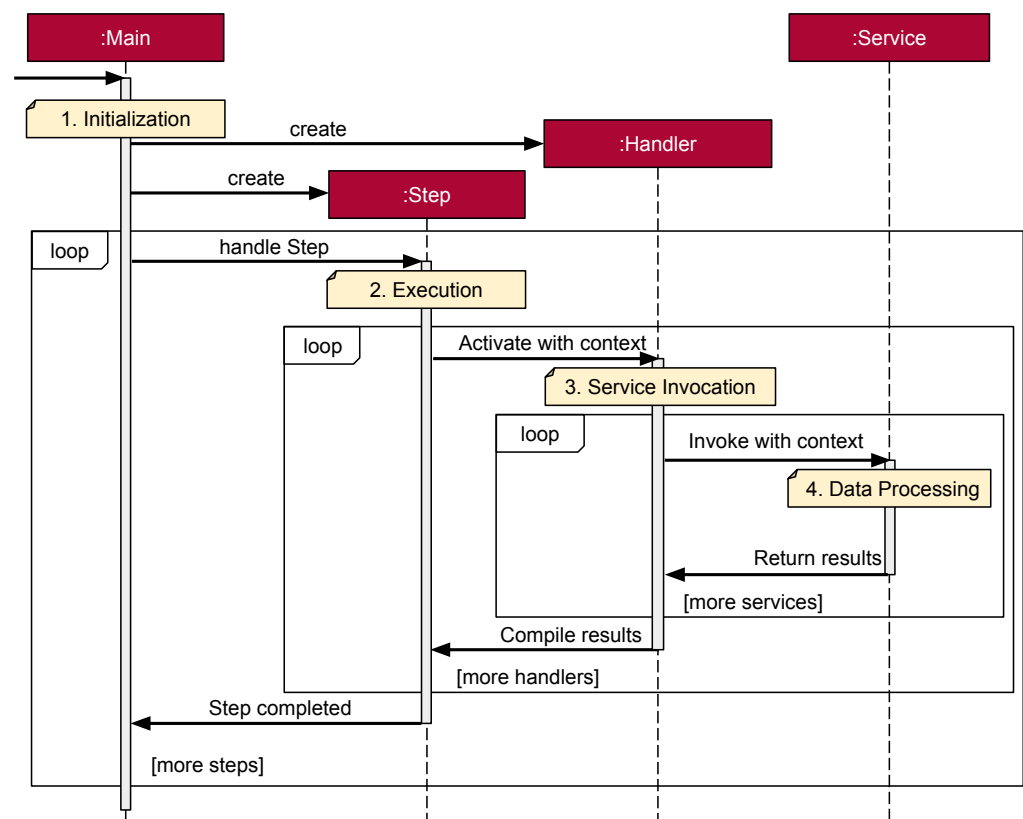 :Main
:Service
1. Initialization
create
:Handler
create
:Step
loop
handle Step
2. Execution
loop
Activate with context
3. Service Invocation
loop
Invoke with context
4. Data Processing
Return results
[more services]
Compile results
[more handlers]
Step completed
[more steps]